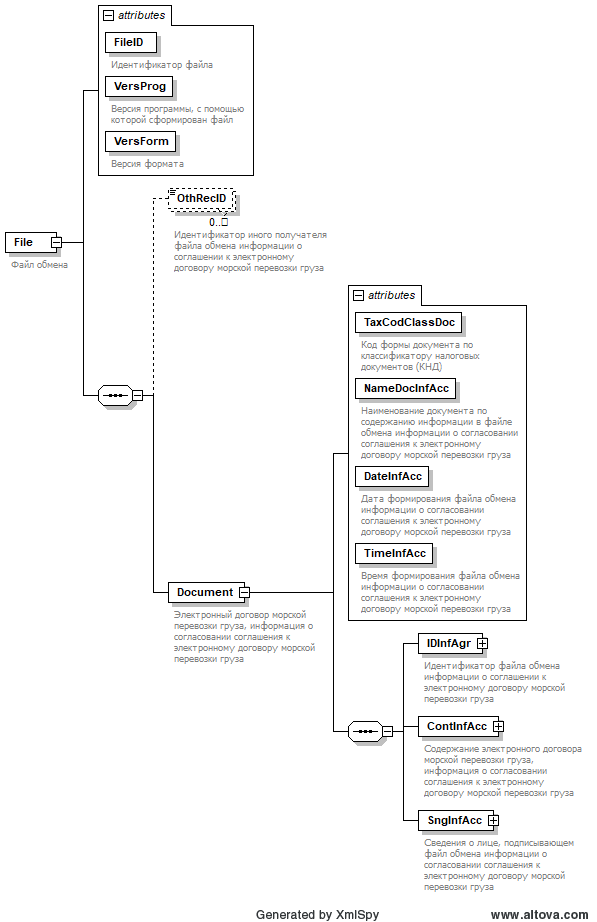 attributes
FileID
Идентификатор файла
VersProg
Версия программы, с помощью
которой сформирован файл
VersForm
Версия формата
OthRecID
0..□
Идентификатор иного получателя
файла обмена информации о
соглашении к электронному
договору морской перевозки груза
File
Файл обмена
attributes
TaxCodClassDoc
Код формы документа по
классификатору налоговых
документов (КНД)
NameDocInfAcc
Наименование документа по
содержанию информации в файле
обмена информации о согласовании
соглашения к электронному
договору морской перевозки груза
DateInfAcc
Дата формирования файла обмена
информации о согласовании
соглашения к электронному
договору морской перевозки груза
TimeInfAcc
Время формирования файла обмена
информации о согласовании
соглашения к электронному
договору морской перевозки груза
Document
Электронный договор морской
перевозки груза, информация о
согласовании соглашения к
электронному договору морской
перевозки груза
IDInfAgr
Идентификатор файла обмена
информации о соглашении к
электронному договору морской
перевозки груза
ContInfAcc
Содержание электронного договора
морской перевозки груза,
информация о согласовании
соглашения к электронному
договору морской перевозки груза
SngInfAcc
Сведения о лице, подписывающем
файл обмена информации о
согласовании соглашения к
электронному договору морской
перевозки груза
Generated by XmlSpy
www.altova.com